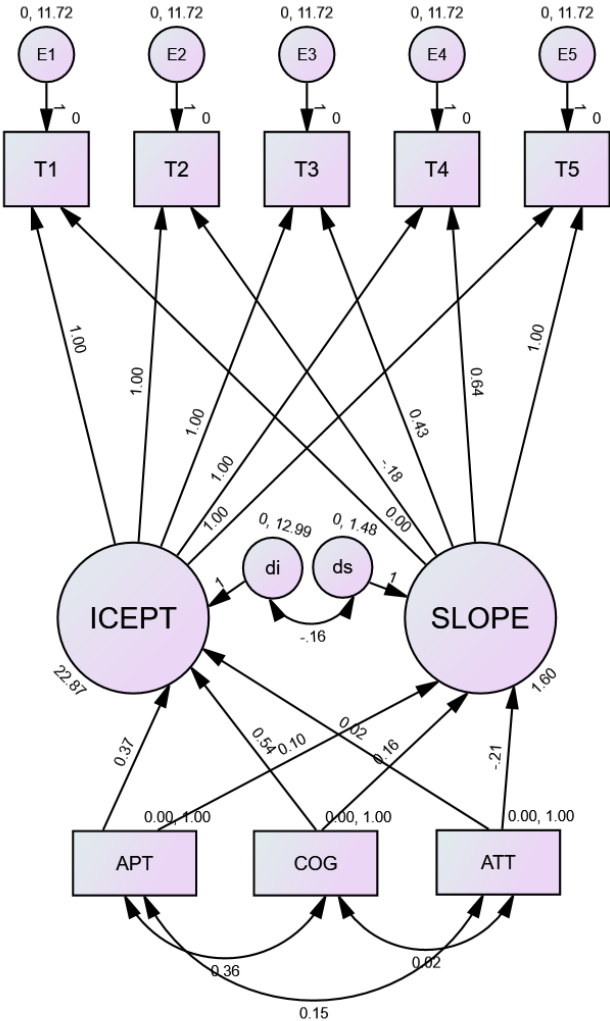 0, 11.72 0, 11.72 0, 11.72 0, 11.72 0, 11.72
E1 E2 E3 E4 E5
1 0 1 0 1 0 1 0 1 0
T1 T2 T3 T4 T5
1.00 1.00 1.00 1.00 1.00 0.00 -.18 0.43 0.64 1.00
0, 12.99 0, 1.48
di ds
1 1
ICEPT SLOPE
-.16
22.87 1.60
0.37 0.54 0.10 0.02 0.16 -.21
0.00, 1.00 0.00, 1.00 0.00, 1.00
APT COG ATT
0.36 0.02
0.15